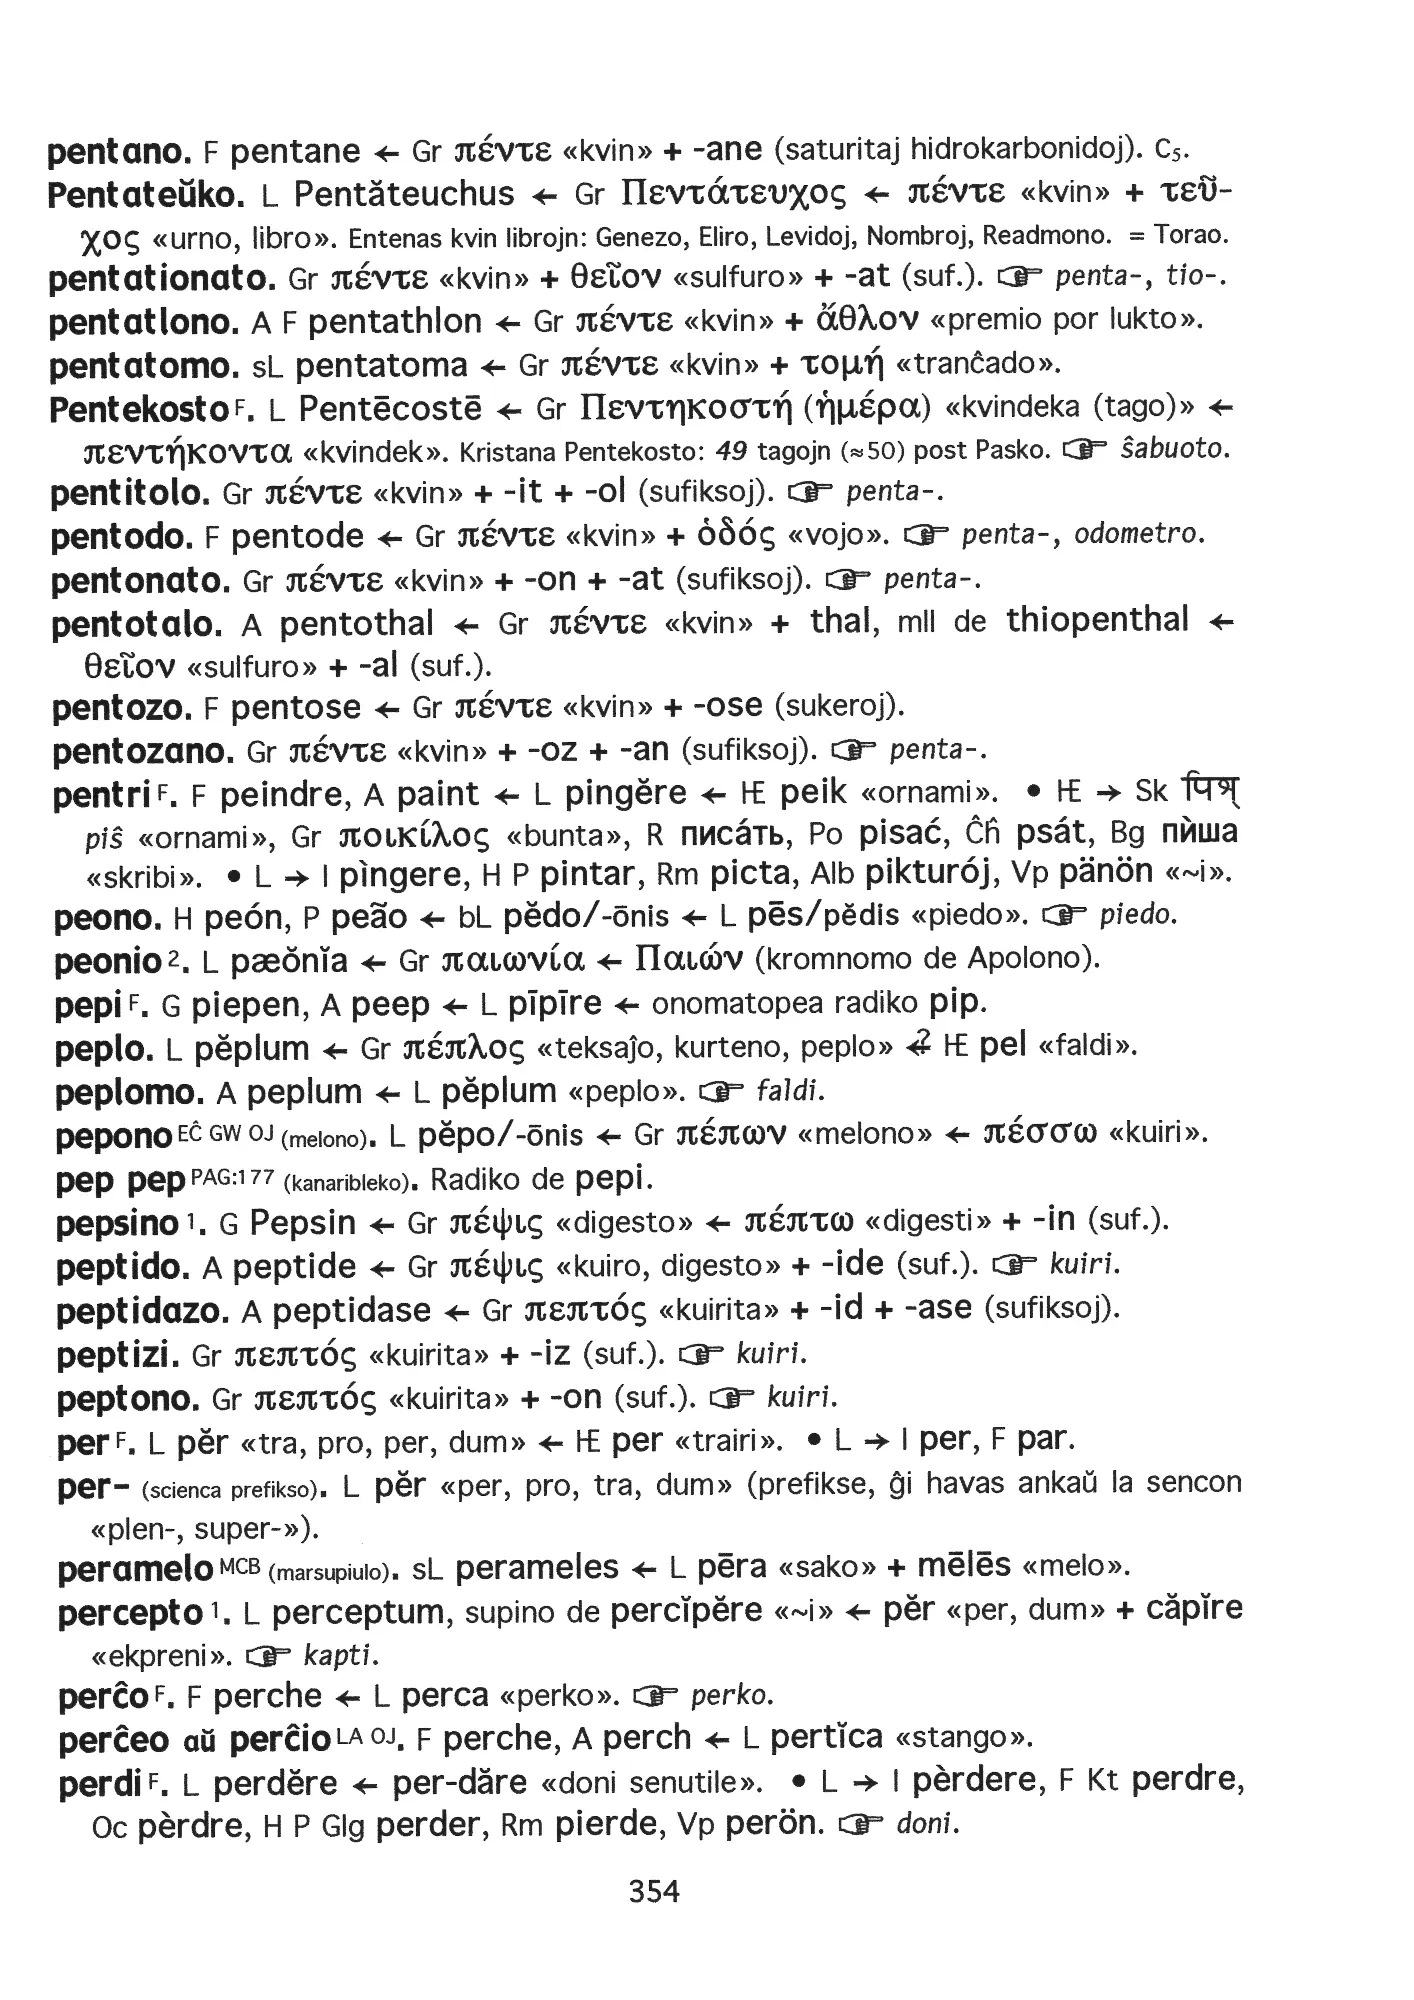 pentano. F pentane ← Gr πέντε «kvin» + -ane (saturitaj hidrokarbonidoj). C₅.
Pentateŭko. L Pentăteuchus ← Gr Πεντάτευχος ← πέντε «kvin» + τεῦ-
χος «urno, libro». Entenas kvin librojn: Genezo, Eliro, Levidoj, Nombroj, Readmono. = Torao.
pentationato. Gr πέντε «kvin» + θεῖον «sulfuro» + -at (suf.). ☞ penta-, tio-.
pentatlono. A F pentathlon ← Gr πέντε «kvin» + ἄθλον «premio por lukto».
pentatomo. sL pentatoma ← Gr πέντε «kvin» + τομή «tranĉado».
Pentekosto F. L Pentēcostē ← Gr Πεντηκοστή (ἡμέρα) «kvindeka (tago)» ←
πεντήκοντα «kvindek». Kristana Pentekosto: 49 tagojn (≈50) post Pasko. ☞ ŝabuoto.
pentitolo. Gr πέντε «kvin» + -it + -ol (sufiksoj). ☞ penta-.
pentodo. F pentode ← Gr πέντε «kvin» + ὁδός «vojo». ☞ penta-, odometro.
pentonato. Gr πέντε «kvin» + -on + -at (sufiksoj). ☞ penta-.
pentotalo. A pentothal ← Gr πέντε «kvin» + thal, mll de thiopenthal ←
θεῖον «sulfuro» + -al (suf.).
pentozo. F pentose ← Gr πέντε «kvin» + -ose (sukeroj).
pentozano. Gr πέντε «kvin» + -oz + -an (sufiksoj). ☞ penta-.
pentri F. F peindre, A paint ← L pingĕre ← IE peik «ornami». • IE → Sk पिश्
piŝ «ornami», Gr ποικίλος «bunta», R писáть, Po pisać, Ĉĥ psát, Bg пѝша
«skribi». • L → I pìngere, H P pintar, Rm picta, Alb pikturój, Vp pänön «~i».
peono. H peón, P peão ← bL pĕdo/-ōnis ← L pēs/pĕdis «piedo». ☞ piedo.
peonio 2. L pæŏnĭa ← Gr παιωνία ← Παιών (kromnomo de Apolono).
pepi F. G piepen, A peep ← L pīpīre ← onomatopea radiko pip.
peplo. L pĕplum ← Gr πέπλος «teksaĵo, kurteno, peplo» ←? IE pel «faldi».
peplomo. A peplum ← L pĕplum «peplo». ☞ faldi.
pepono EĈ GW OJ (melono). L pĕpo/-ōnis ← Gr πέπων «melono» ← πέσσω «kuiri».
pep pep PAG:177 (kanaribleko). Radiko de pepi.
pepsino 1. G Pepsin ← Gr πέψις «digesto» ← πέπτω «digesti» + -in (suf.).
peptido. A peptide ← Gr πέψις «kuiro, digesto» + -ide (suf.). ☞ kuiri.
peptidazo. A peptidase ← Gr πεπτός «kuirita» + -id + -ase (sufiksoj).
peptizi. Gr πεπτός «kuirita» + -iz (suf.). ☞ kuiri.
peptono. Gr πεπτός «kuirita» + -on (suf.). ☞ kuiri.
per F. L pĕr «tra, pro, per, dum» ← IE per «trairi». • L → I per, F par.
per- (scienca prefikso). L pĕr «per, pro, tra, dum» (prefikse, ĝi havas ankaŭ la sencon
«plen-, super-»).
peramelo MCB (marsupiulo). sL perameles ← L pēra «sako» + mēlēs «melo».
percepto 1. L perceptum, supino de percĭpĕre «~i» ← pĕr «per, dum» + căpĭre
«ekpreni». ☞ kapti.
perĉo F. F perche ← L perca «perko». ☞ perko.
perĉeo aŭ perĉio LA OJ. F perche, A perch ← L pertĭca «stango».
perdi F. L perdĕre ← per-dăre «doni senutile». • L → I pèrdere, F Kt perdre,
Oc pèrdre, H P Glg perder, Rm pierde, Vp perön. ☞ doni.
354